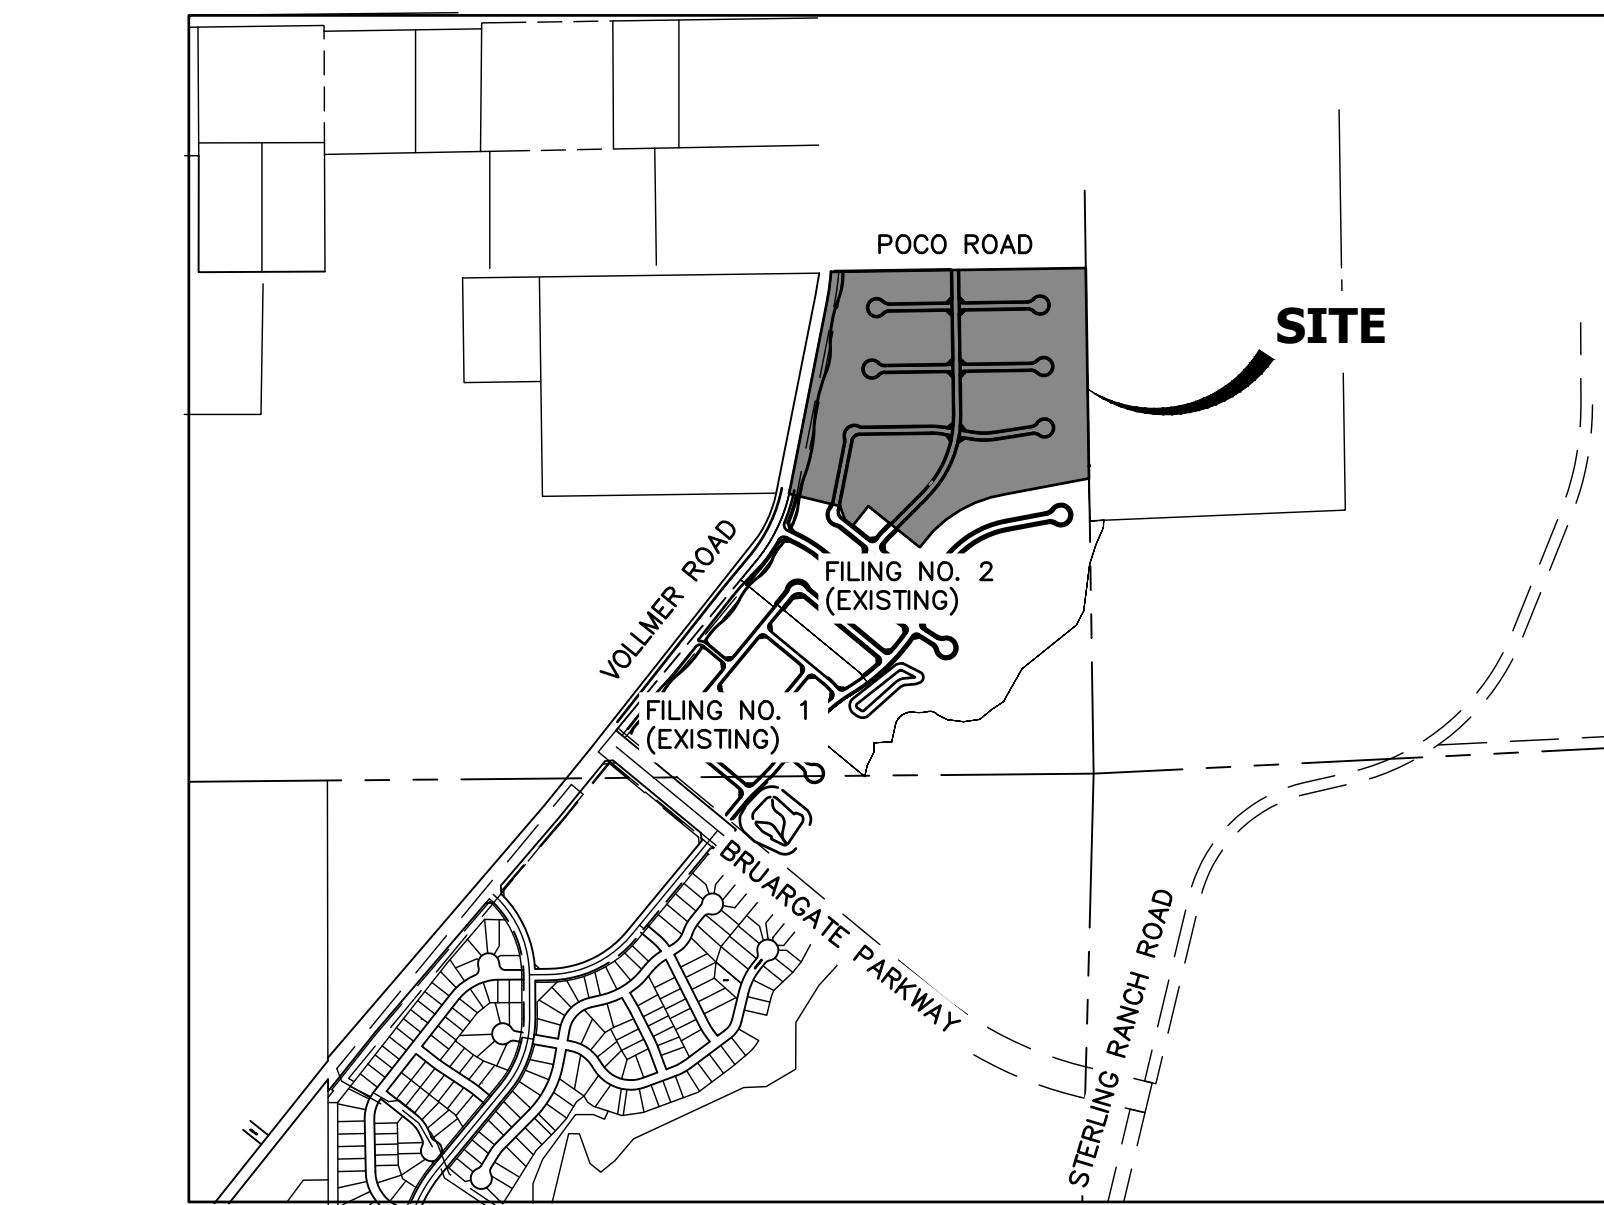 POCO ROAD
SITE
VOLLMER ROAD
FILING NO. 2
(EXISTING)
FILING NO. 1
(EXISTING)
BRUARGATE PARKWAY
STERLING RANCH ROAD